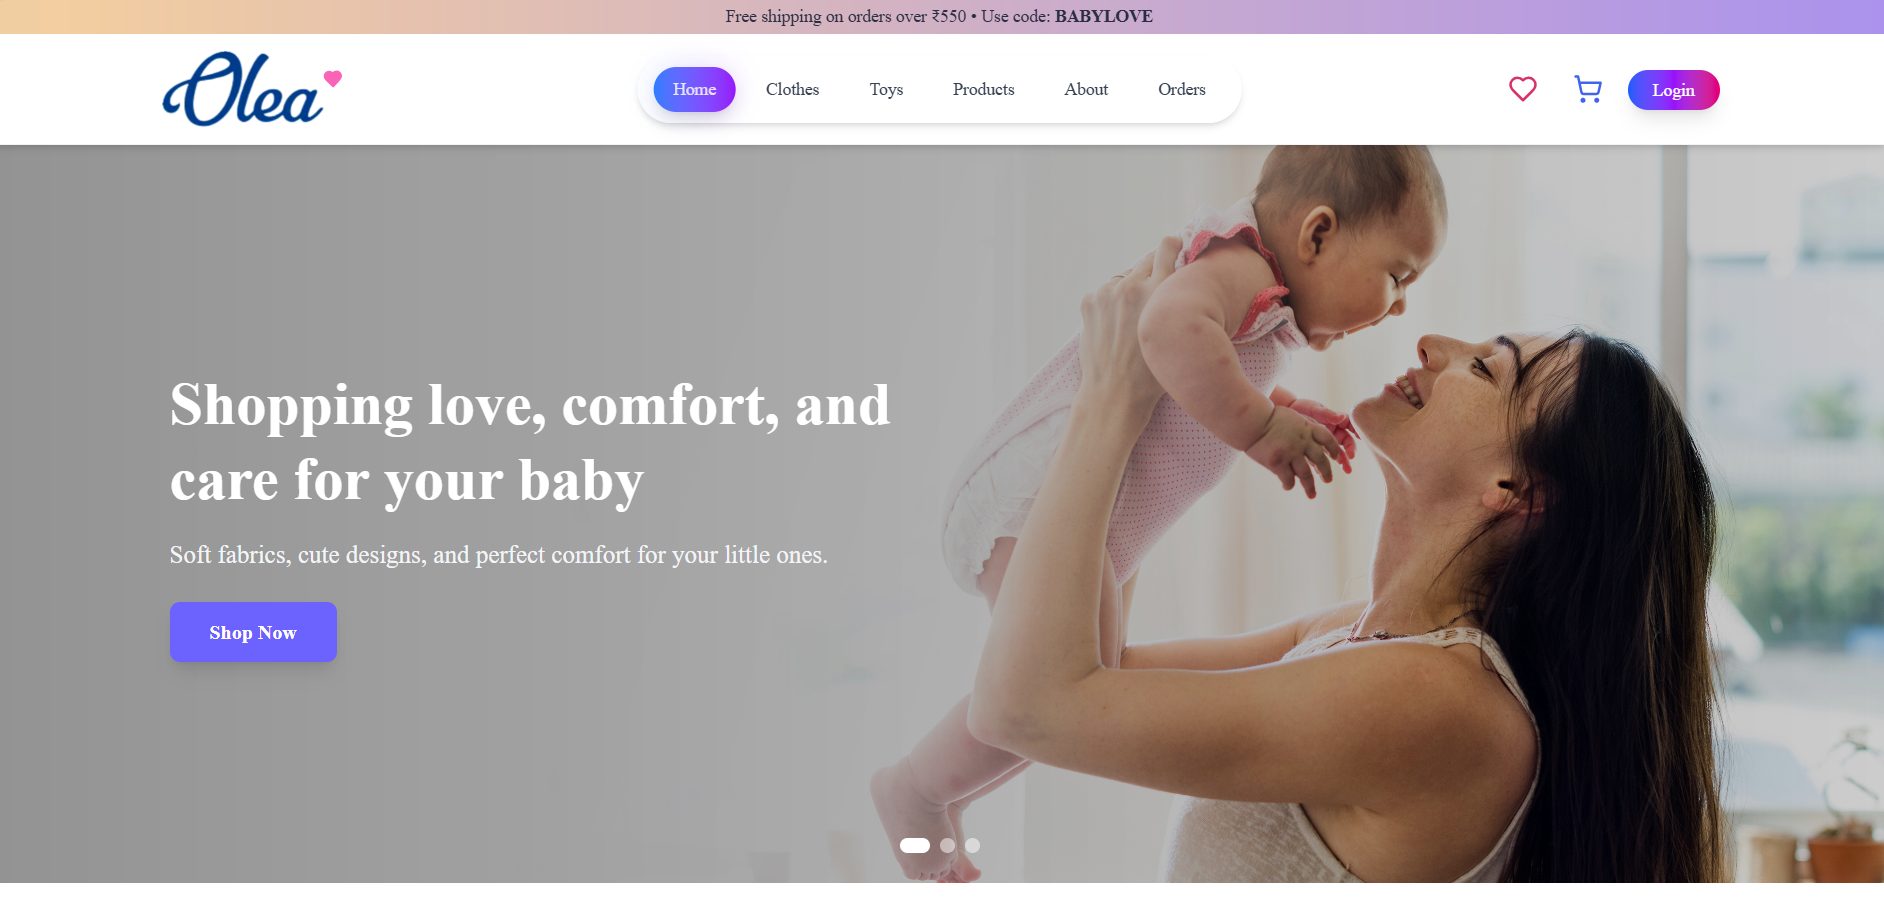 Free shipping on orders over ₹550 • Use code: BABYLOVE
Olea
Home Clothes Toys Products About Orders
Login
Shopping love, comfort, and
care for your baby
Soft fabrics, cute designs, and perfect comfort for your little ones.
Shop Now